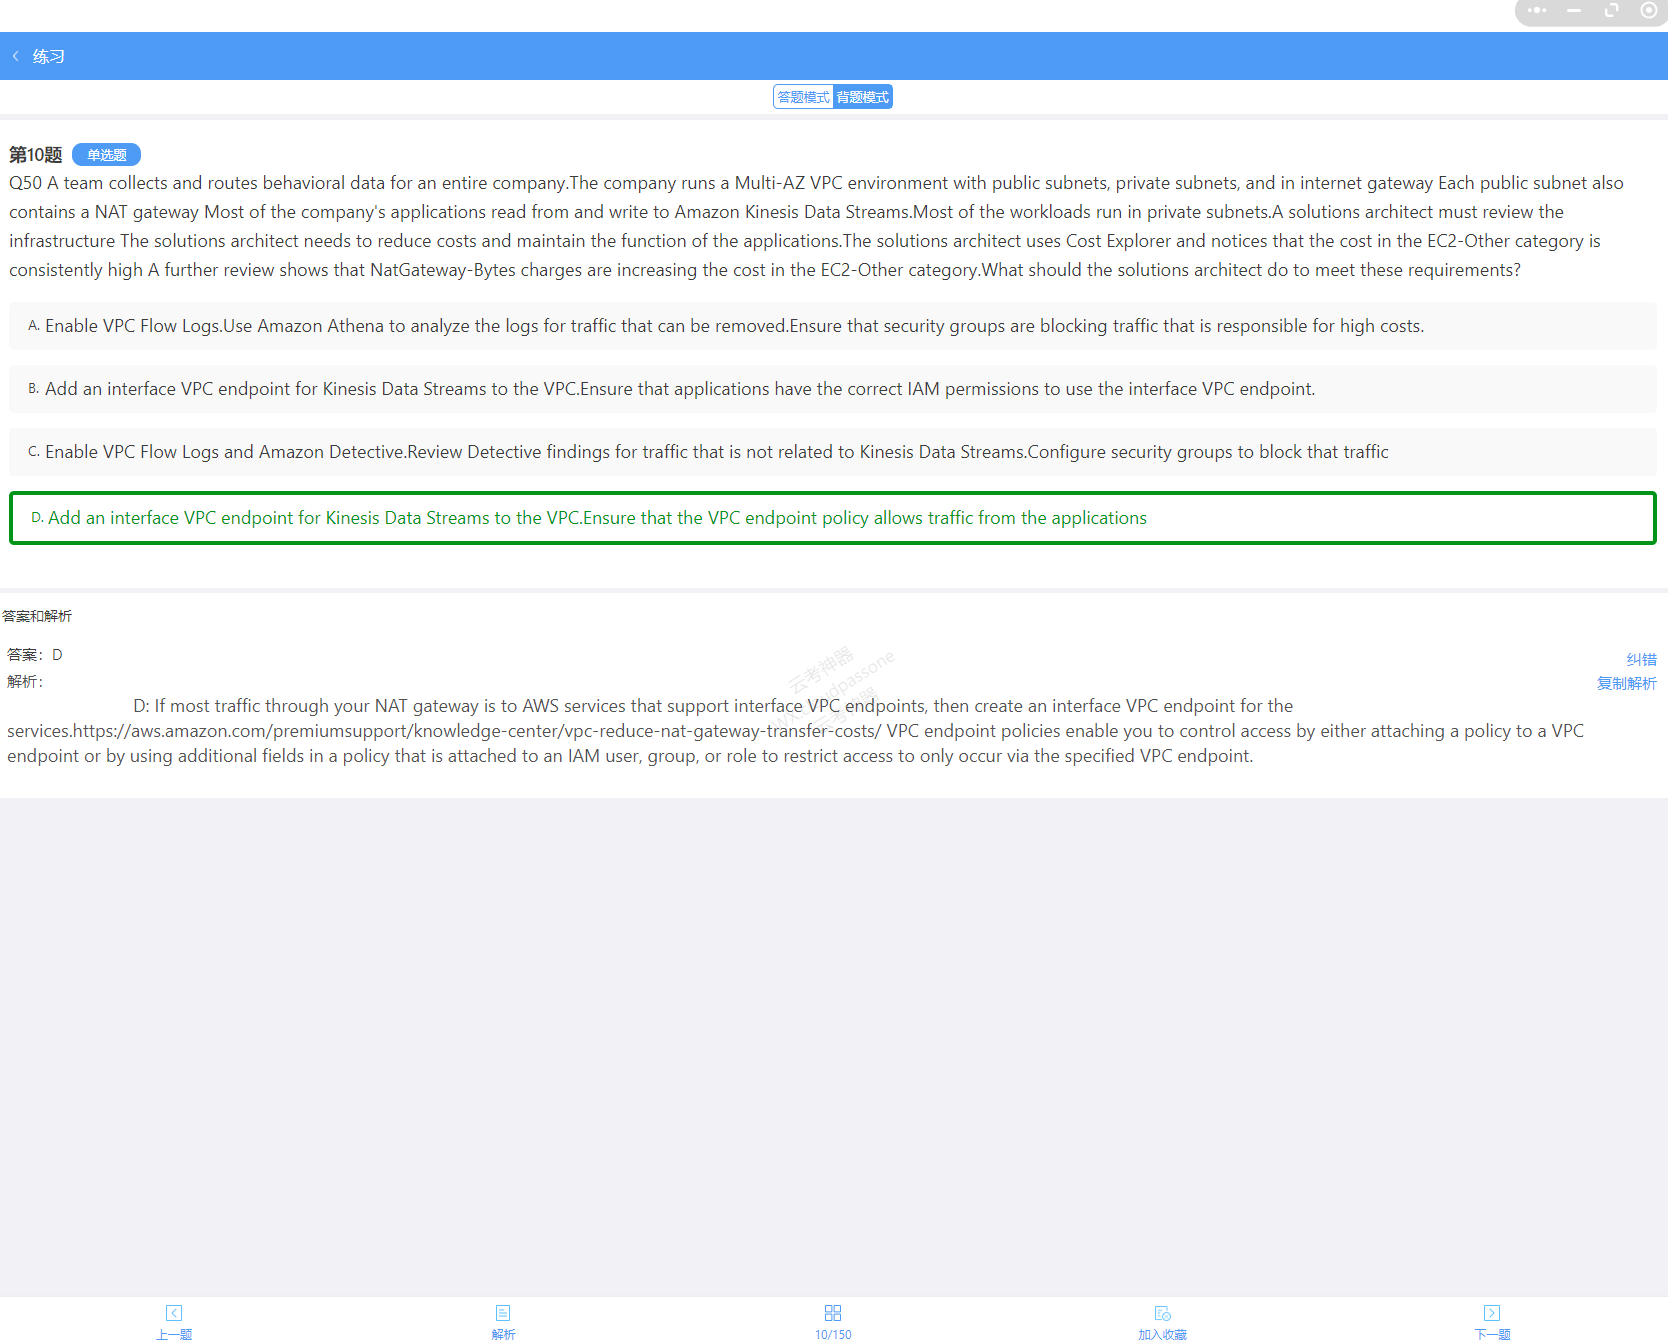 练习
答题模式 背题模式
第10题 单选题
Q50 A team collects and routes behavioral data for an entire company.The company runs a Multi-AZ VPC environment with public subnets, private subnets, and in internet gateway Each public subnet also
contains a NAT gateway Most of the company's applications read from and write to Amazon Kinesis Data Streams.Most of the workloads run in private subnets.A solutions architect must review the
infrastructure The solutions architect needs to reduce costs and maintain the function of the applications.The solutions architect uses Cost Explorer and notices that the cost in the EC2-Other category is
consistently high A further review shows that NatGateway-Bytes charges are increasing the cost in the EC2-Other category.What should the solutions architect do to meet these requirements?
A. Enable VPC Flow Logs.Use Amazon Athena to analyze the logs for traffic that can be removed.Ensure that security groups are blocking traffic that is responsible for high costs.
B. Add an interface VPC endpoint for Kinesis Data Streams to the VPC.Ensure that applications have the correct IAM permissions to use the interface VPC endpoint.
C. Enable VPC Flow Logs and Amazon Detective.Review Detective findings for traffic that is not related to Kinesis Data Streams.Configure security groups to block that traffic
D. Add an interface VPC endpoint for Kinesis Data Streams to the VPC.Ensure that the VPC endpoint policy allows traffic from the applications
答案和解析
答案：D
纠错
解析：
复制解析
D: If most traffic through your NAT gateway is to AWS services that support interface VPC endpoints, then create an interface VPC endpoint for the
services.https://aws.amazon.com/premiumsupport/knowledge-center/vpc-reduce-nat-gateway-transfer-costs/ VPC endpoint policies enable you to control access by either attaching a policy to a VPC
endpoint or by using additional fields in a policy that is attached to an IAM user, group, or role to restrict access to only occur via the specified VPC endpoint.
云考神器
云考神器
上一题 解析 10/150 加入收藏 下一题